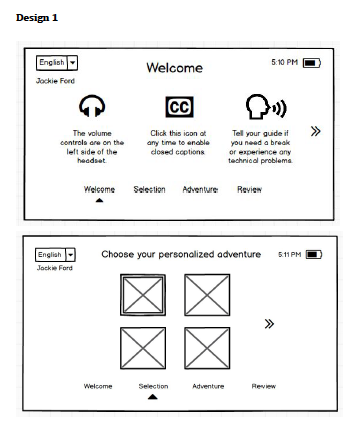 Design 1
English
Welcome
5:10 PM
Jackie Ford
CC
The volume
controls are on the
left side of the
headset.
Click this icon at
any time to enable
closed captions.
Tell your guide if
you need a break
or experience any
technical problems.
»
Welcome Selection Adventure Review
English
Choose your personalized adventure
5:11 PM
Jackie Ford
»
Welcome Selection Adventure Review